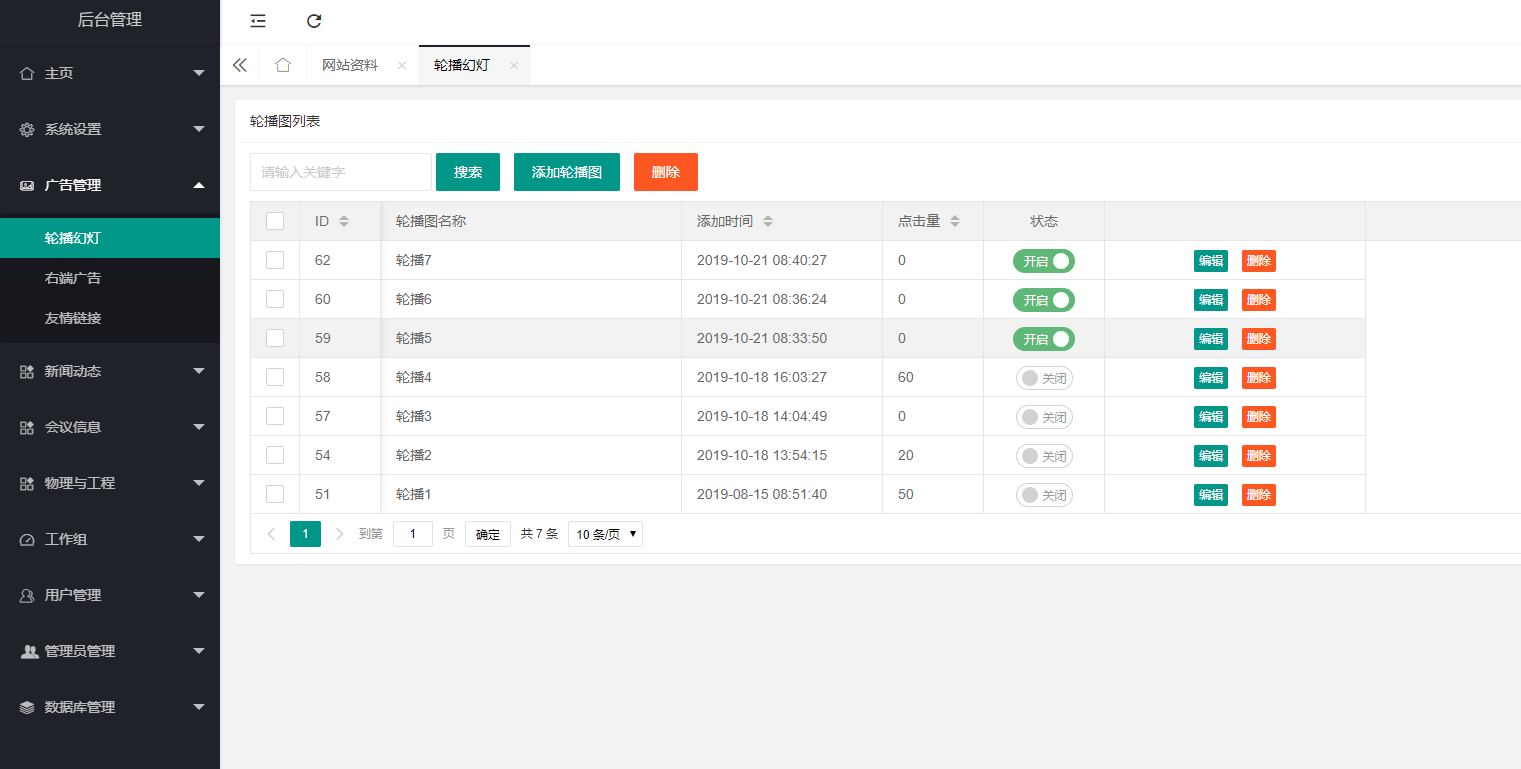 后台管理
主页
系统设置
广告管理
轮播幻灯
右端广告
友情链接
新闻动态
会议信息
物理与工程
工作组
用户管理
管理员管理
数据库管理
网站资料 轮播幻灯
轮播图列表
请输入关键字 搜索 添加轮播图 删除
ID 轮播图名称 添加时间 点击量 状态
62 轮播7 2019-10-21 08:40:27 0 开启 编辑 删除
60 轮播6 2019-10-21 08:36:24 0 开启 编辑 删除
59 轮播5 2019-10-21 08:33:50 0 开启 编辑 删除
58 轮播4 2019-10-18 16:03:27 60 关闭 编辑 删除
57 轮播3 2019-10-18 14:04:49 0 关闭 编辑 删除
54 轮播2 2019-10-18 13:54:15 20 关闭 编辑 删除
51 轮播1 2019-08-15 08:51:40 50 关闭 编辑 删除
1 到第 1 页 确定 共 7 条 10 条/页